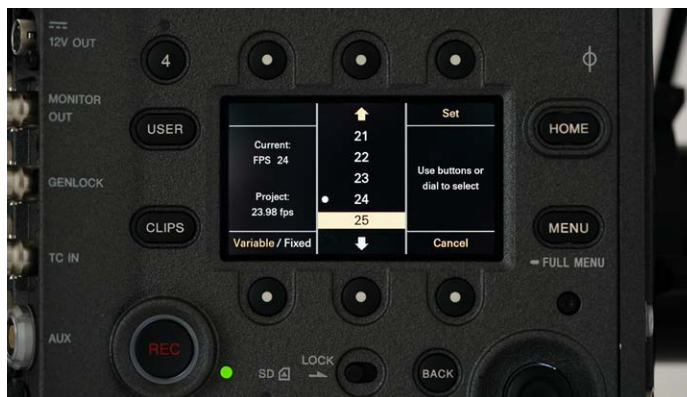 12V OUT
4
MONITOR
OUT
USER
HOME
GENLOCK
CLIPS
MENU
FULL MENU
TC IN
AUX
REC
SD
LOCK
BACK
Current:
FPS 24
Project:
23.98 fps
Variable / Fixed
21
22
23
24
25
Set
Use buttons or
dial to select
Cancel